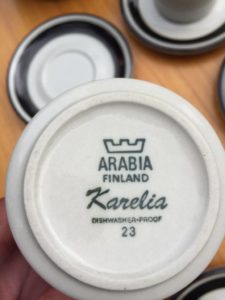 ARABIA
FINLAND
Karelia
DISHWASHER-PROOF
23